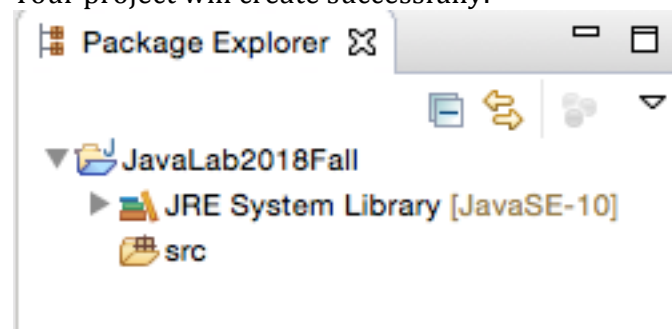 Your project will create successfully.
Package Explorer
JavaLab2018Fall
JRE System Library [JavaSE-10]
src